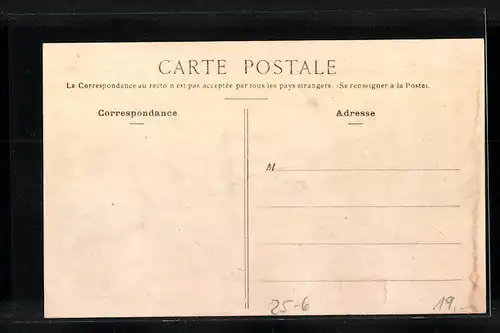 CARTE POSTALE
La Correspondance au recto n'est pas acceptée par tous les pays étrangers. (Se renseigner à la Poste).
Correspondance
Adresse
M
25-6
19,-